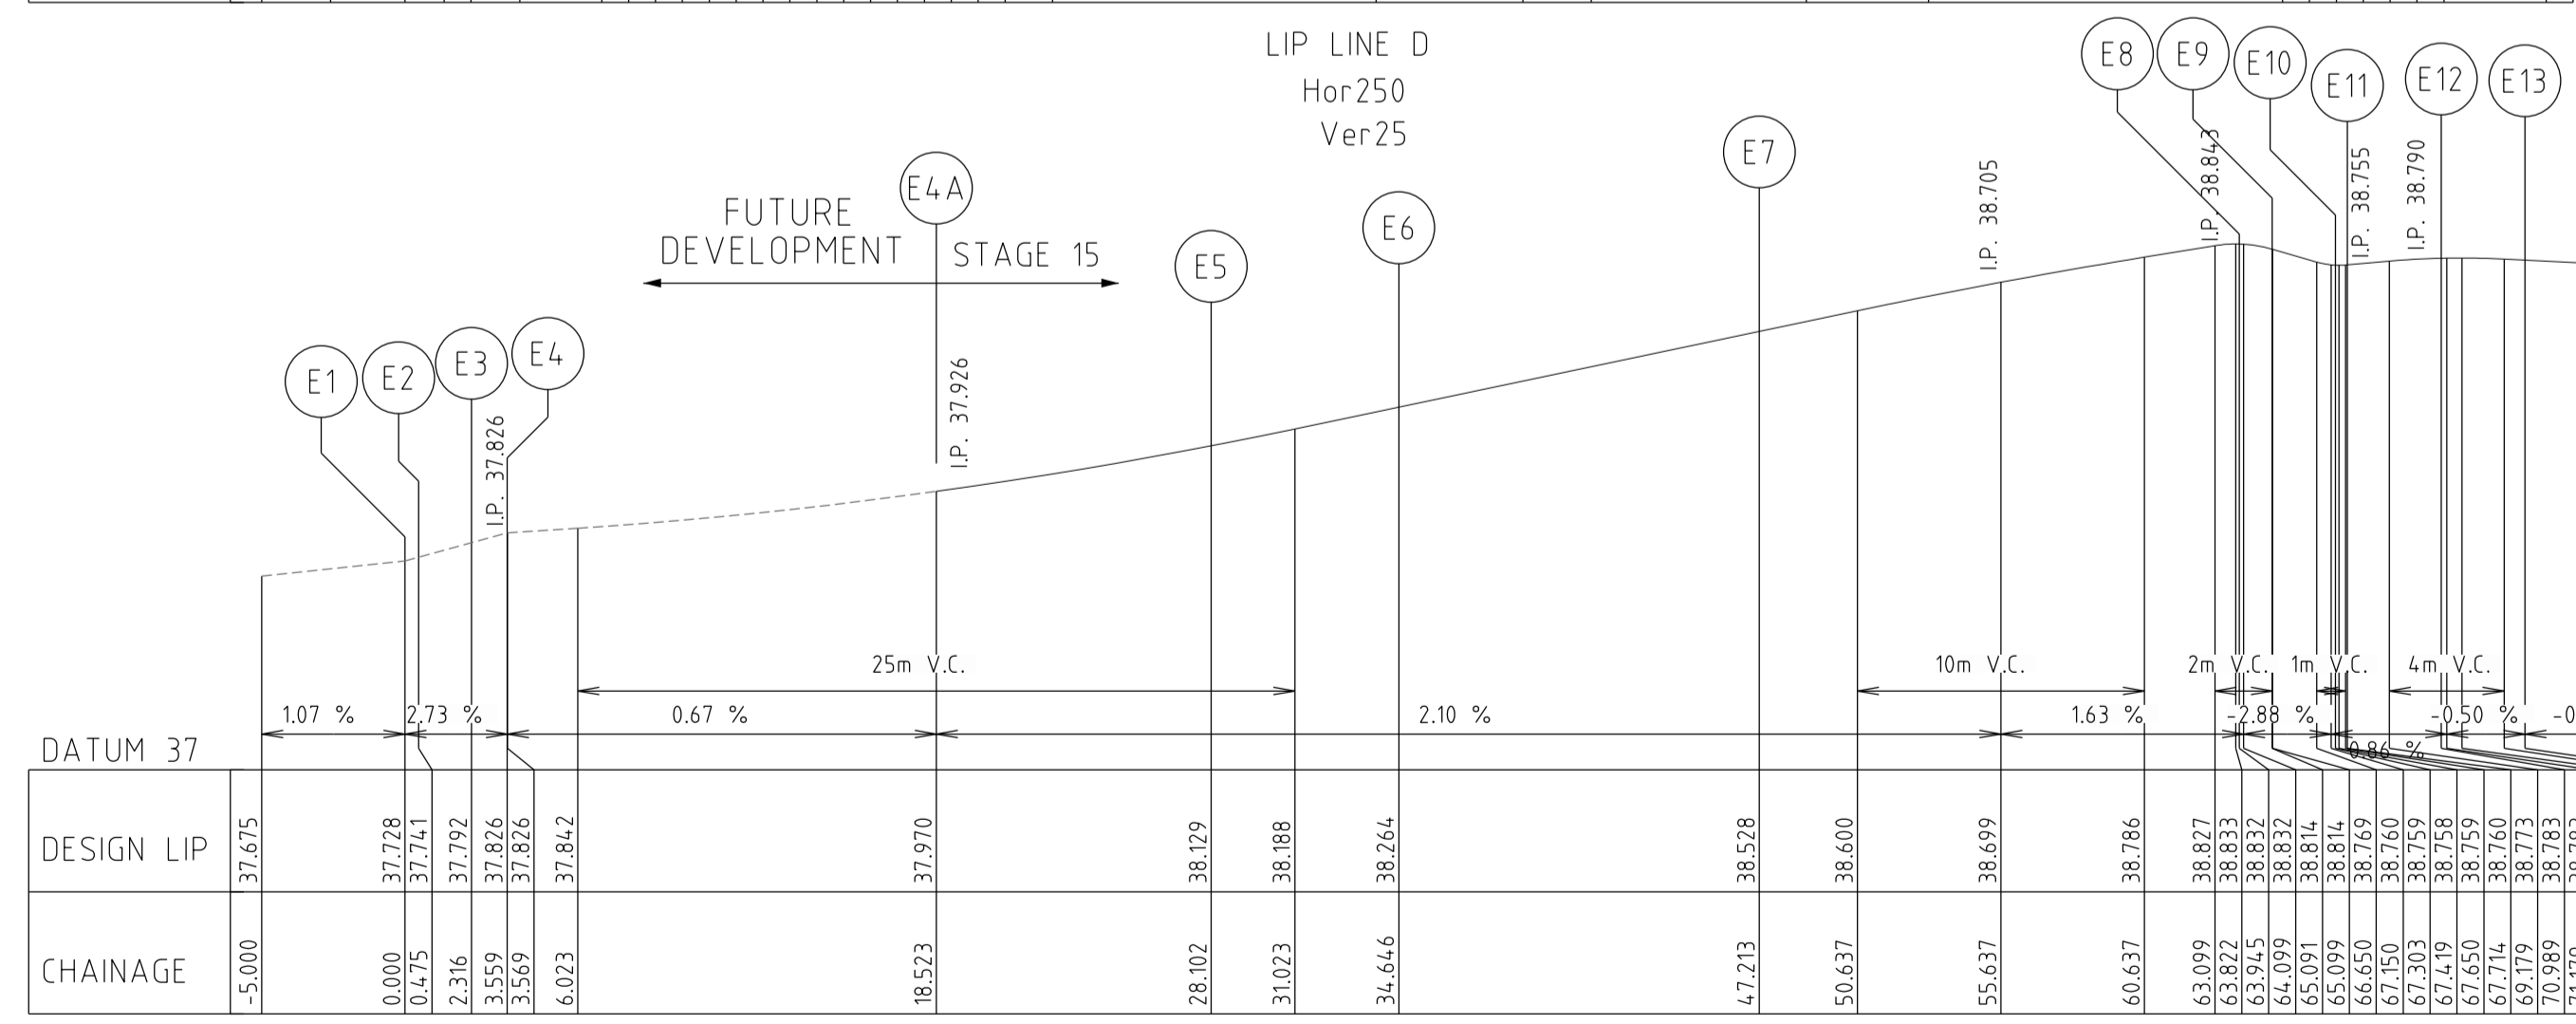 LIP LINE D
Hor250
Ver25
E8
E9
E10
E11
E12
E13
E7
E4A
E6
E5
FUTURE
DEVELOPMENT
STAGE 15
E1
E2
E3
E4
I.P. 37.826
I.P. 37.926
I.P. 38.705
I.P. 38.843
I.P. 38.755
I.P. 38.790
25m V.C.
10m V.C.
2m V.C.
1m V.C.
4m V.C.
1.07 %
2.73 %
0.67 %
2.10 %
1.63 %
-2.88 %
0.86 %
-0.50 %
-0
DATUM 37
DESIGN LIP
37.675
37.728
37.741
37.792
37.826
37.826
37.842
37.970
38.129
38.188
38.264
38.528
38.600
38.699
38.786
38.827
38.833
38.832
38.832
38.814
38.814
38.769
38.760
38.759
38.758
38.759
38.760
38.773
38.783
CHAINAGE
-5.000
0.000
0.475
2.316
3.559
3.569
6.023
18.523
28.102
31.023
34.646
47.213
50.637
55.637
60.637
63.099
63.822
63.945
64.099
65.091
65.099
66.650
67.150
67.303
67.419
67.650
67.714
69.179
70.989